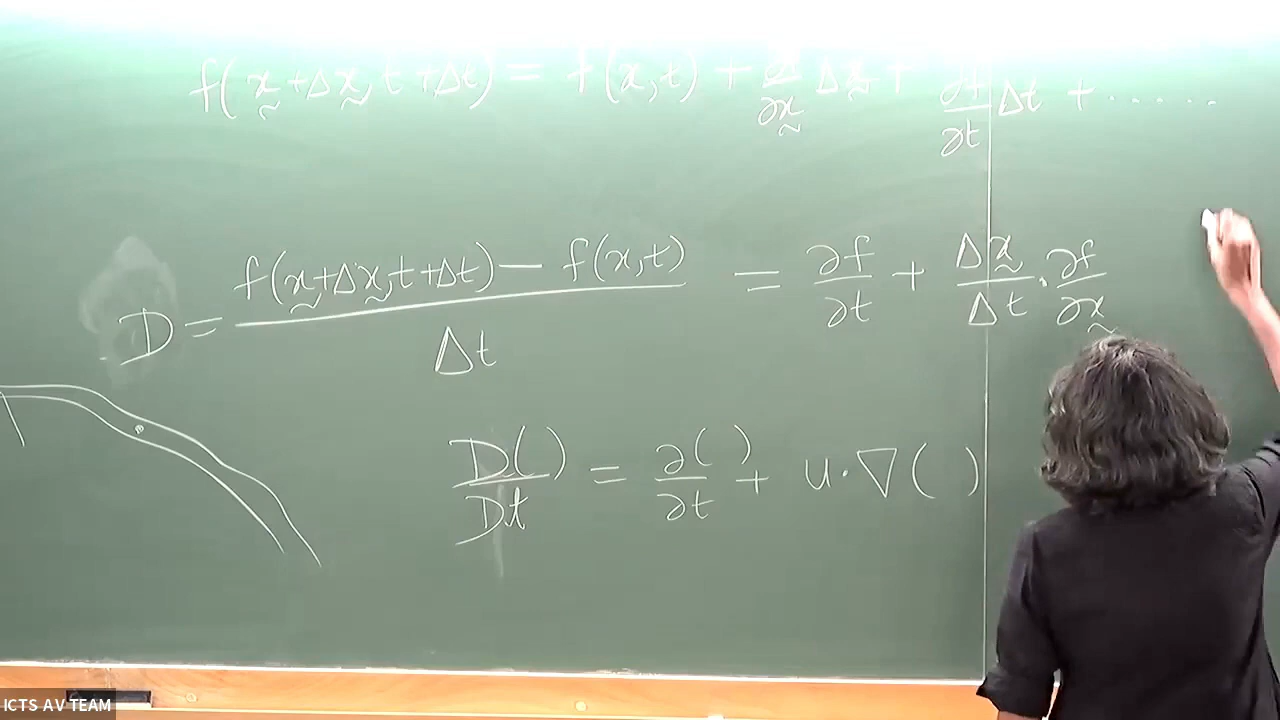 f(x̰+Δx̰,t+Δt) = f(x,t) + ∂f/∂x̰ Δx̰ + ∂f/∂t Δt + ......
D = f(x̰+Δx̰,t+Δt) − f(x,t) / Δt = ∂f/∂t + Δx̰/Δt · ∂f/∂x̰
D( )/Dt = ∂( )/∂t + u·∇( )
ICTS AV TEAM